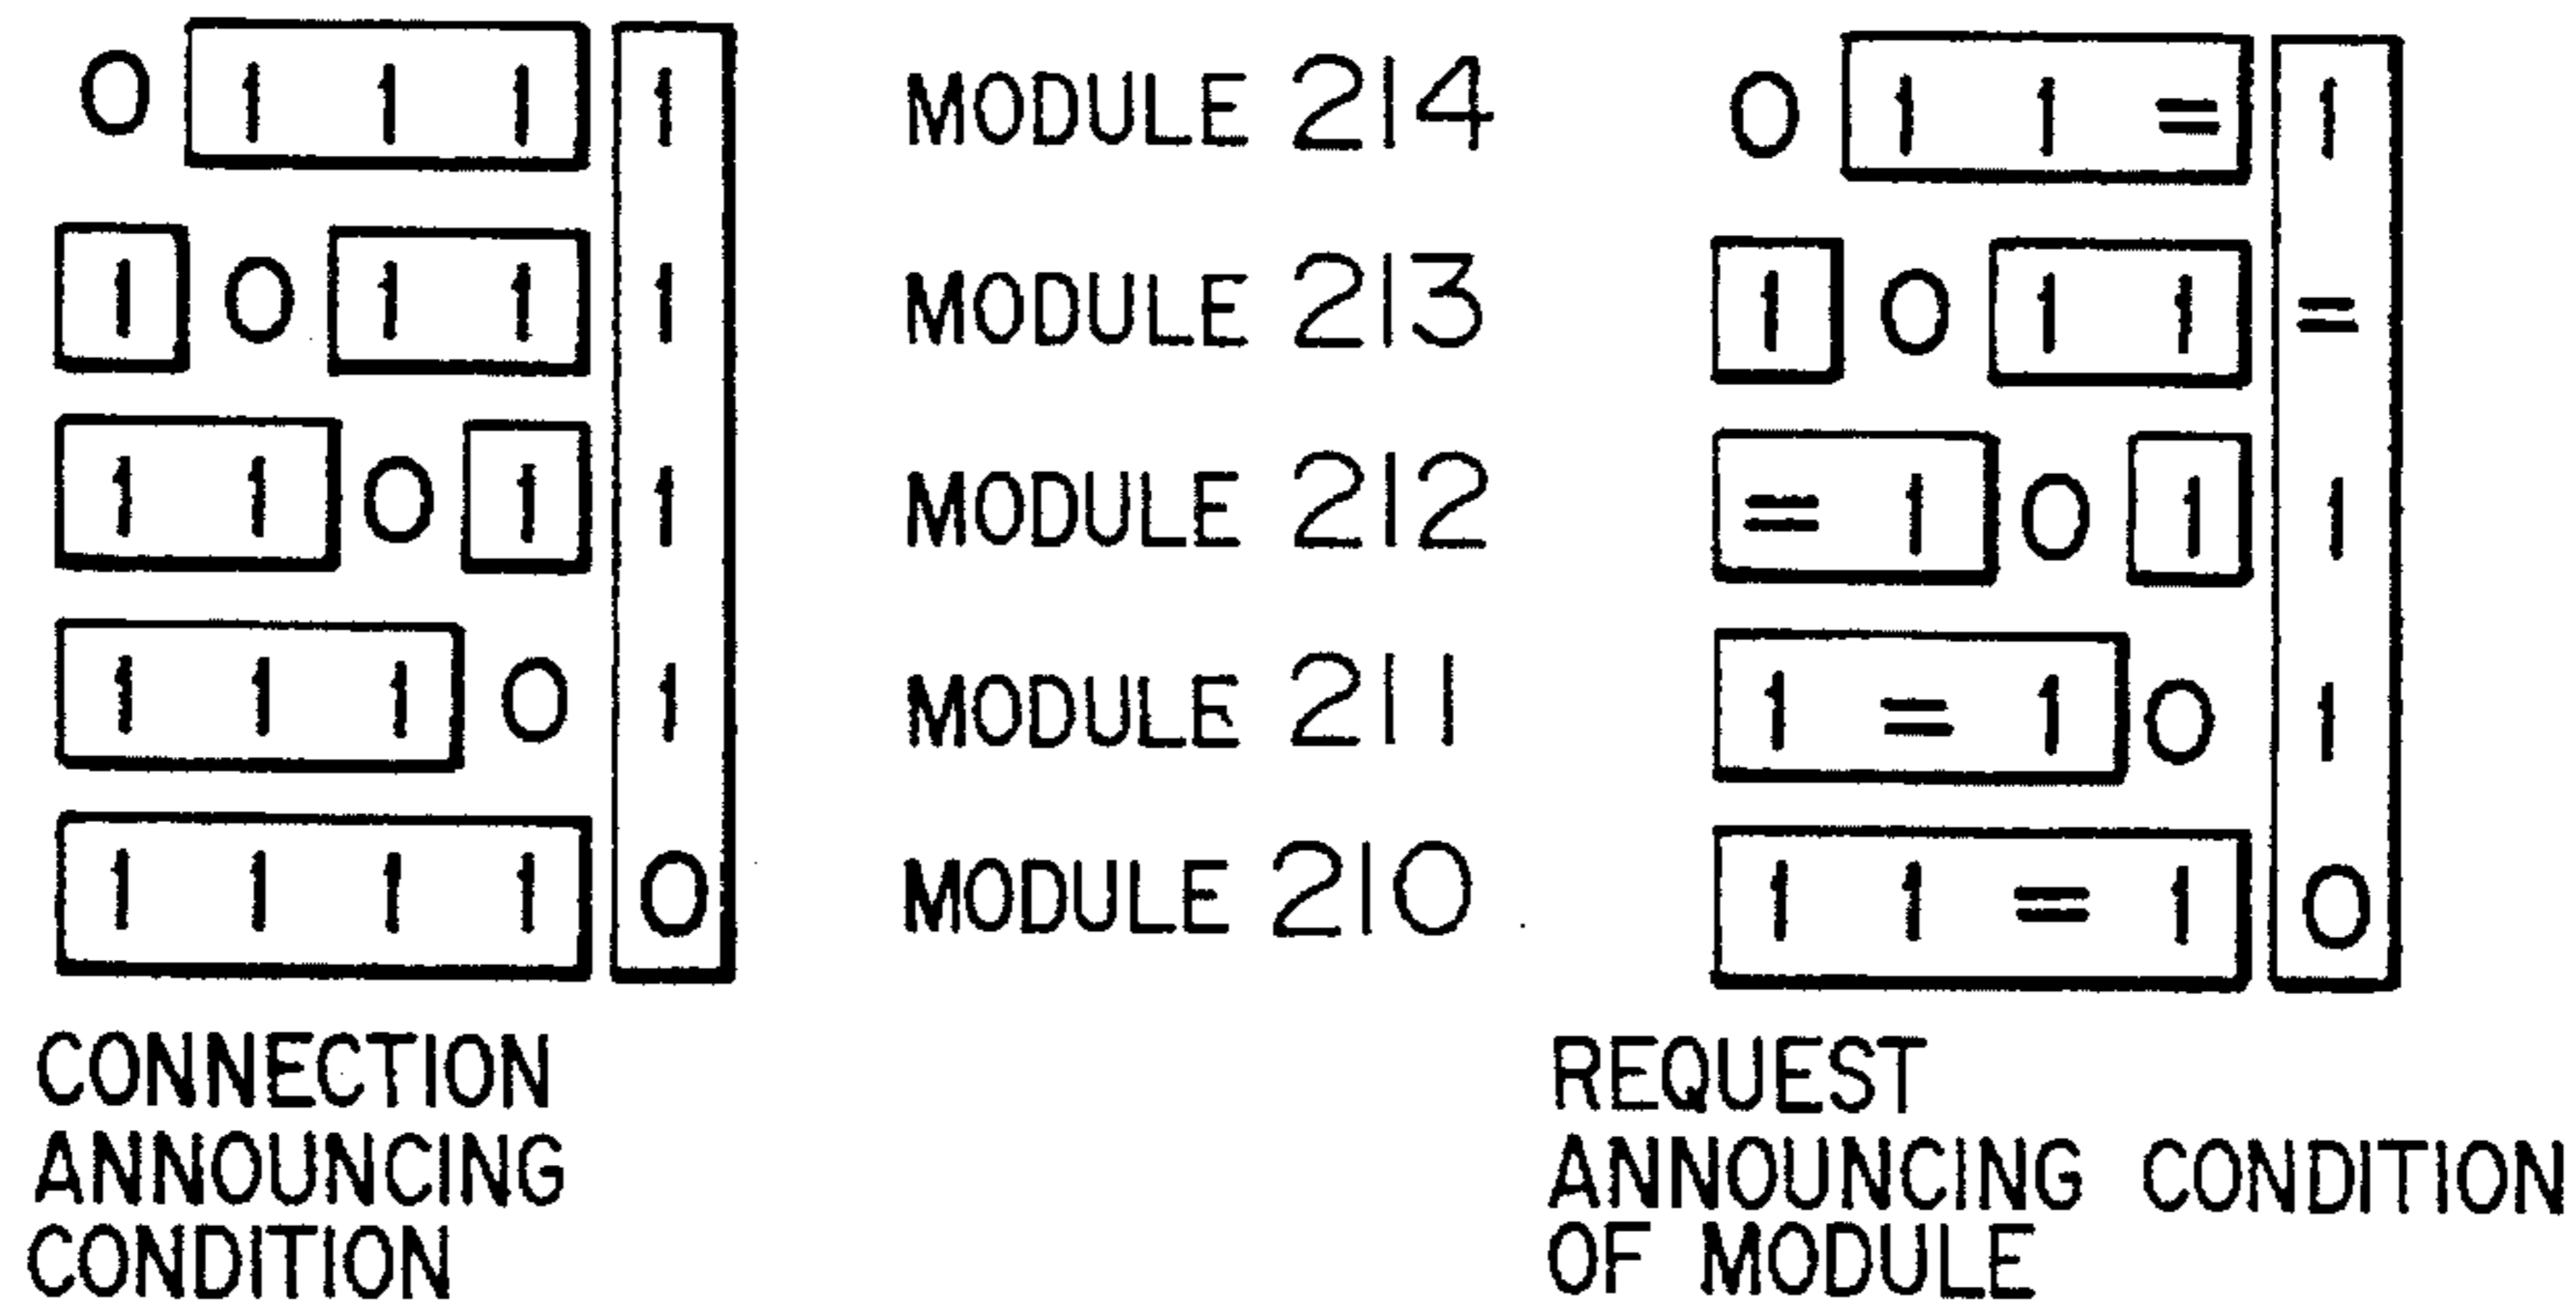 0 1 1 1 1 MODULE 214 0 1 1 = 1
1 0 1 1 1 MODULE 213 1 0 1 1 =
1 1 0 1 1 MODULE 212 = 1 0 1 1
1 1 1 0 1 MODULE 211 1 = 1 0 1
1 1 1 1 0 MODULE 210 1 1 = 1 0
CONNECTION
ANNOUNCING
CONDITION
REQUEST
ANNOUNCING CONDITION
OF MODULE